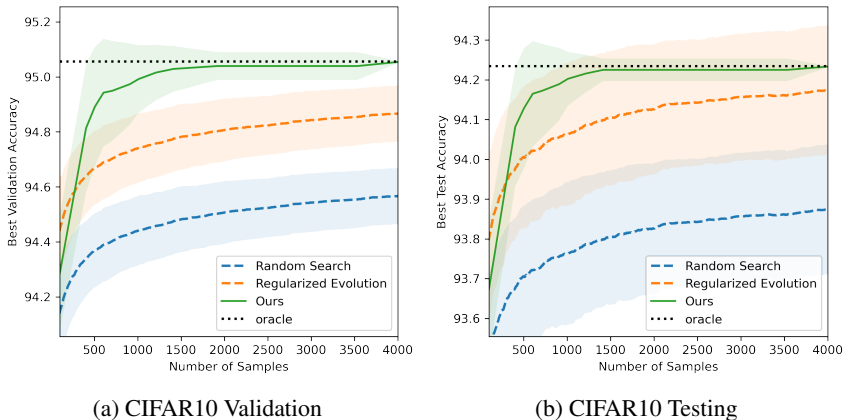 95.2
95.0
94.8
94.6
94.4
94.2
Best Validation Accuracy
500 1000 1500 2000 2500 3000 3500 4000
Number of Samples
Random Search
Regularized Evolution
Ours
oracle
(a) CIFAR10 Validation
94.3
94.2
94.1
94.0
93.9
93.8
93.7
93.6
Best Test Accuracy
500 1000 1500 2000 2500 3000 3500 4000
Number of Samples
Random Search
Regularized Evolution
Ours
oracle
(b) CIFAR10 Testing